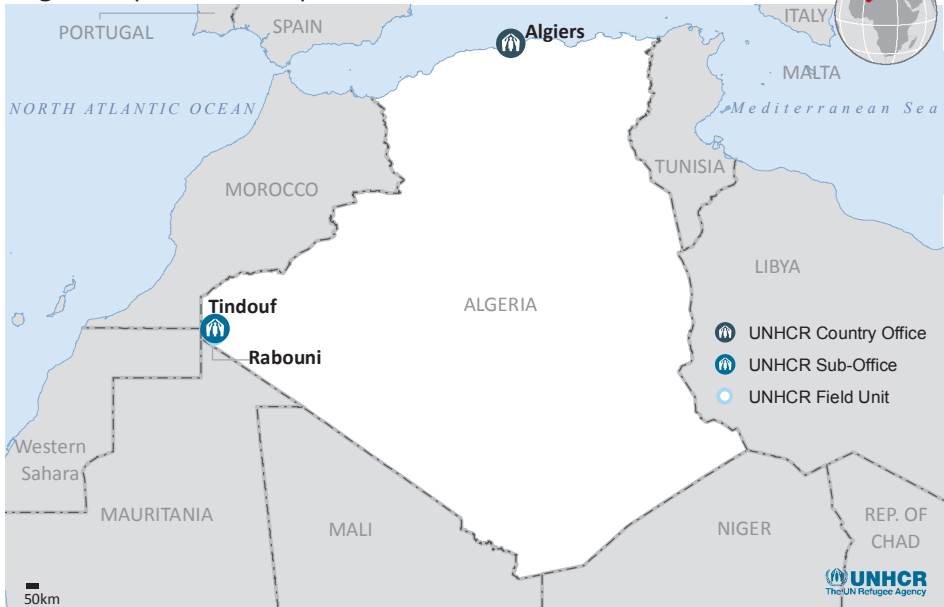 PORTUGAL
SPAIN
ITALY
Algiers
MALTA
NORTH ATLANTIC OCEAN
Mediterranean Sea
TUNISIA
MOROCCO
LIBYA
Tindouf
ALGERIA
Rabouni
UNHCR Country Office
UNHCR Sub-Office
UNHCR Field Unit
Western
Sahara
MAURITANIA
MALI
NIGER
REP. OF
CHAD
50km
UNHCR
The UN Refugee Agency